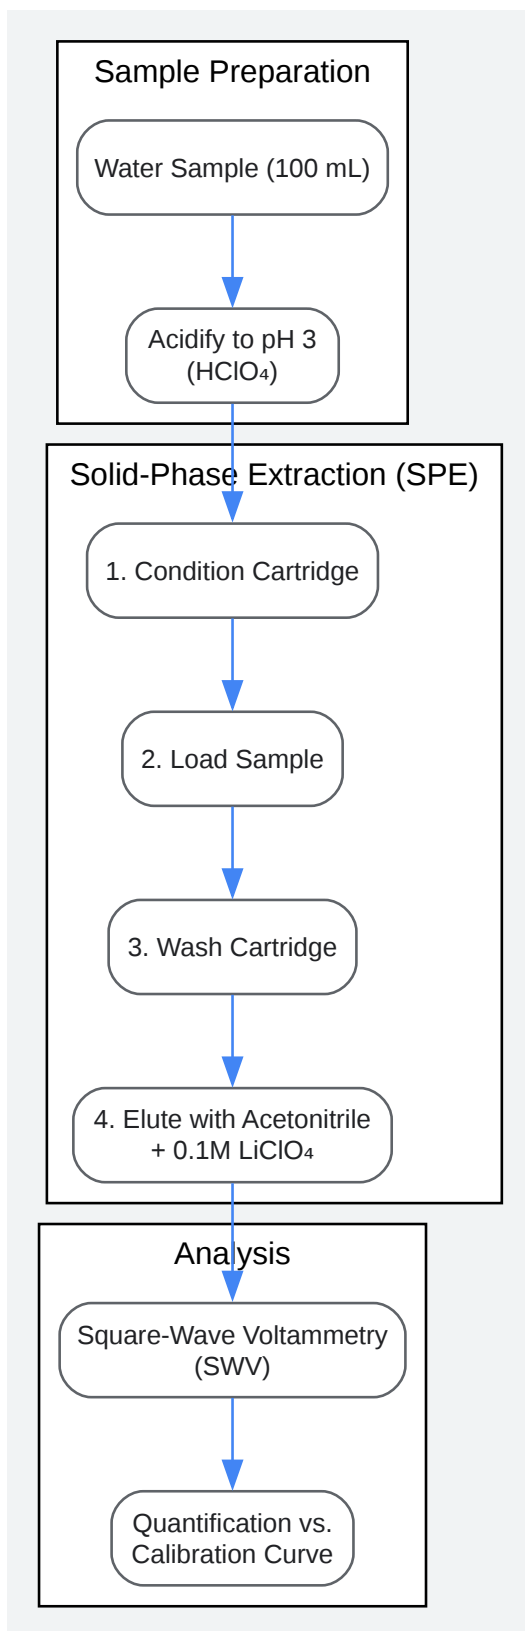 Sample Preparation
Water Sample (100 mL)
Acidify to pH 3
(HClO₄)
Solid-Phase Extraction (SPE)
1. Condition Cartridge
2. Load Sample
3. Wash Cartridge
4. Elute with Acetonitrile
+ 0.1M LiClO₄
Analysis
Square-Wave Voltammetry
(SWV)
Quantification vs.
Calibration Curve